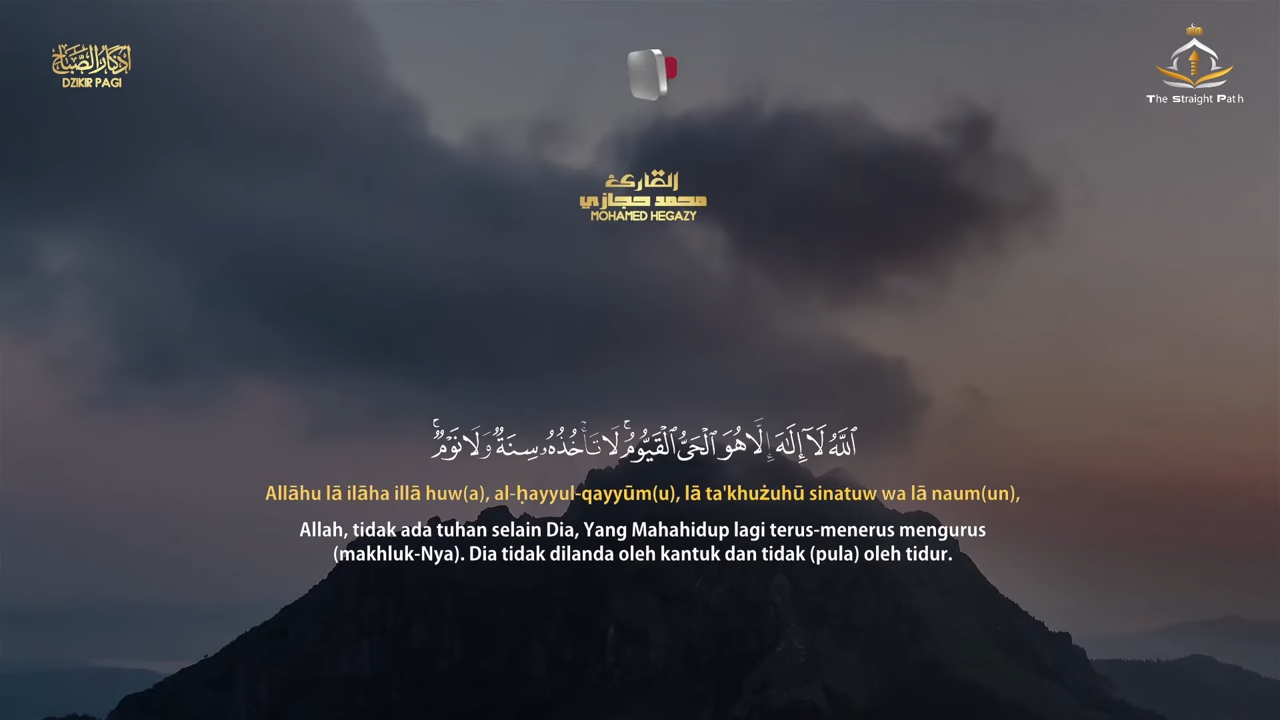 أذكار الصباح
DZIKIR PAGI
The Straight Path
القارئ
محمد حجازي
MOHAMED HEGAZY
ٱللَّهُ لَآ إِلَٰهَ إِلَّا هُوَ ٱلْحَىُّ ٱلْقَيُّومُ ۚ لَا تَأْخُذُهُۥ سِنَةٌ وَلَا نَوْمٌ ۚ
Allāhu lā ilāha illā huw(a), al-ḥayyul-qayyūm(u), lā ta'khużuhū sinatuw wa lā naum(un),
Allah, tidak ada tuhan selain Dia, Yang Mahahidup lagi terus-menerus mengurus
(makhluk-Nya). Dia tidak dilanda oleh kantuk dan tidak (pula) oleh tidur.